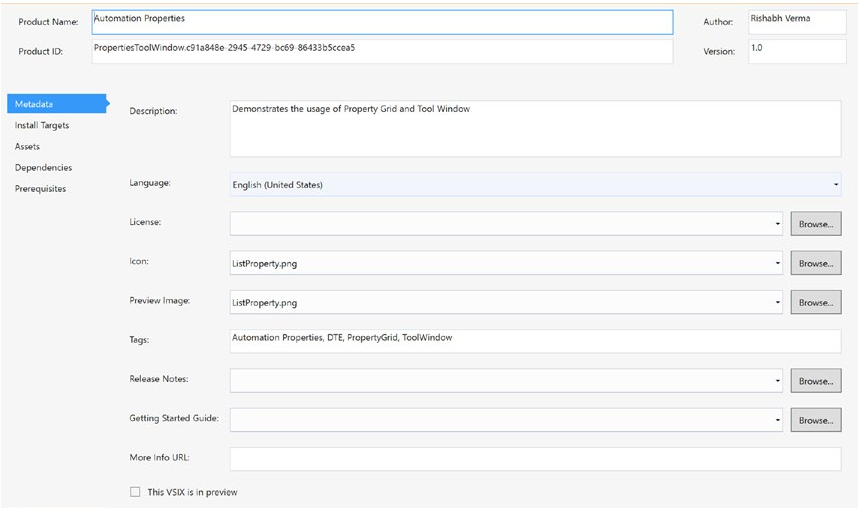 Product Name: Automation Properties Author: Rishabh Verma
Product ID: PropertiesToolWindow.c91a848e-2945-4729-bc69-86433b5ccea5 Version: 1.0
Metadata
Install Targets
Assets
Dependencies
Prerequisites
Description: Demonstrates the usage of Property Grid and Tool Window
Language: English (United States)
License: Browse...
Icon: ListProperty.png Browse...
Preview Image: ListProperty.png Browse...
Tags: Automation Properties, DTE, PropertyGrid, ToolWindow
Release Notes: Browse...
Getting Started Guide: Browse...
More Info URL:
This VSIX is in preview